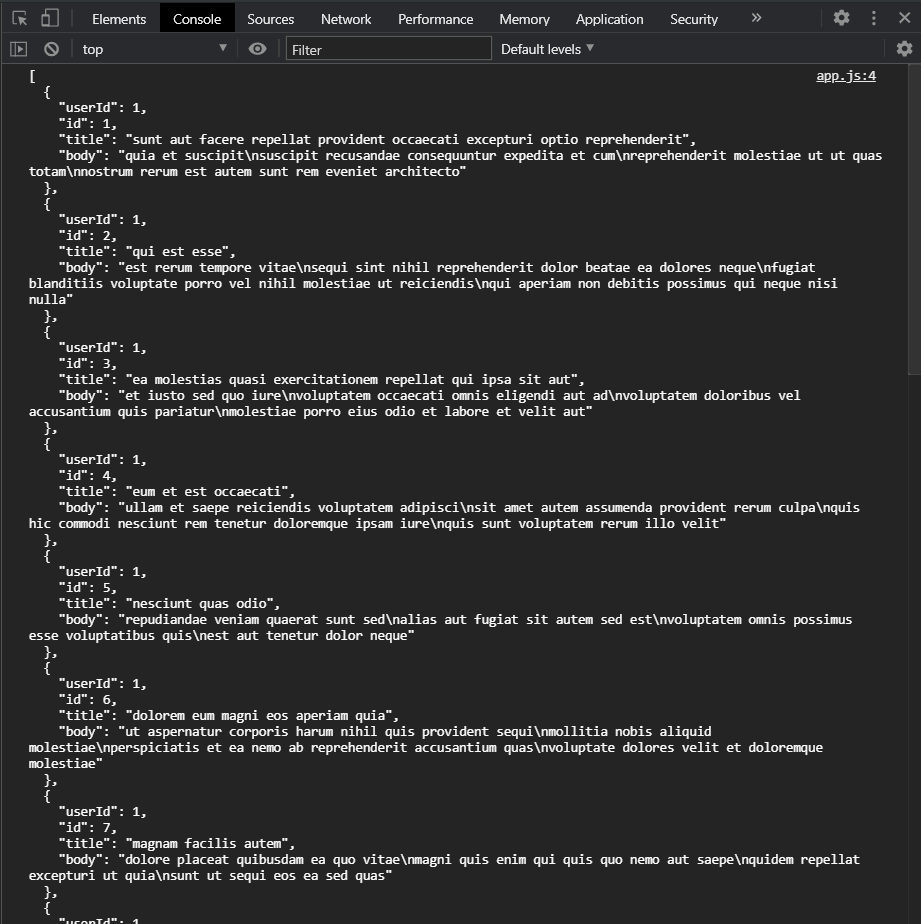 Elements Console Sources Network Performance Memory Application Security »
top ▼ Filter Default levels ▼
[ app.js:4
{
"userId": 1,
"id": 1,
"title": "sunt aut facere repellat provident occaecati excepturi optio reprehenderit",
"body": "quia et suscipit\nsuscipit recusandae consequuntur expedita et cum\nreprehenderit molestiae ut ut quas
totam\nnostrum rerum est autem sunt rem eveniet architecto"
},
{
"userId": 1,
"id": 2,
"title": "qui est esse",
"body": "est rerum tempore vitae\nsequi sint nihil reprehenderit dolor beatae ea dolores neque\nfugiat
blanditiis voluptate porro vel nihil molestiae ut reiciendis\nqui aperiam non debitis possimus qui neque nisi
nulla"
},
{
"userId": 1,
"id": 3,
"title": "ea molestias quasi exercitationem repellat qui ipsa sit aut",
"body": "et iusto sed quo iure\nvoluptatem occaecati omnis eligendi aut ad\nvoluptatem doloribus vel
accusantium quis pariatur\nmolestiae porro eius odio et labore et velit aut"
},
{
"userId": 1,
"id": 4,
"title": "eum et est occaecati",
"body": "ullam et saepe reiciendis voluptatem adipisci\nsit amet autem assumenda provident rerum culpa\nquis
hic commodi nesciunt rem tenetur doloremque ipsam iure\nquis sunt voluptatem rerum illo velit"
},
{
"userId": 1,
"id": 5,
"title": "nesciunt quas odio",
"body": "repudiandae veniam quaerat sunt sed\nalias aut fugiat sit autem sed est\nvoluptatem omnis possimus
esse voluptatibus quis\nest aut tenetur dolor neque"
},
{
"userId": 1,
"id": 6,
"title": "dolorem eum magni eos aperiam quia",
"body": "ut aspernatur corporis harum nihil quis provident sequi\nmollitia nobis aliquid
molestiae\nperspiciatis et ea nemo ab reprehenderit accusantium quas\nvoluptate dolores velit et doloremque
molestiae"
},
{
"userId": 1,
"id": 7,
"title": "magnam facilis autem",
"body": "dolore placeat quibusdam ea quo vitae\nmagni quis enim qui quis quo nemo aut saepe\nquidem repellat
excepturi ut quia\nsunt ut sequi eos ea sed quas"
},
{
"userId": 1,